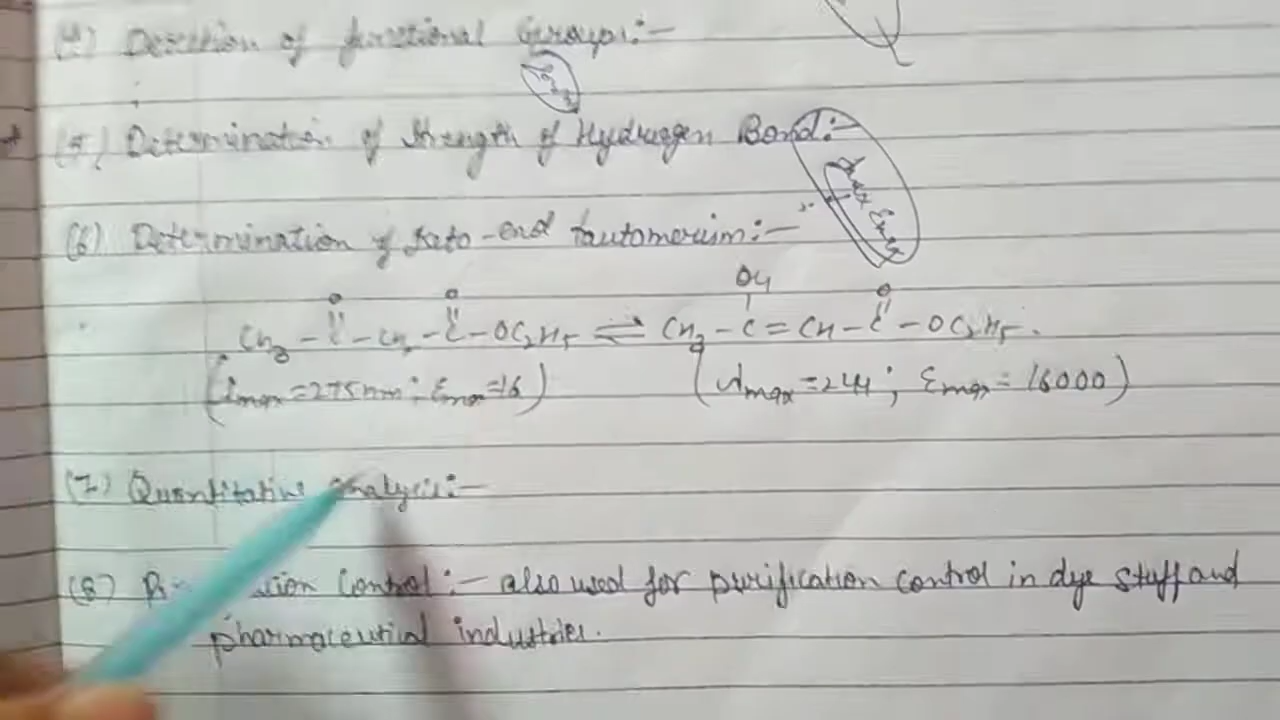 (4) Detection of functional Groups:-
(5) Determination of Strength of Hydrogen Bond:-
(6) Determination of Keto-enol tautomerism:-
O O OH O
CH3 - C - CH2 - C - OC2H5 ⇌ CH3 - C = CH - C - OC2H5.
(λmax = 275nm ; εmax = 16) (λmax = 244 ; εmax = 16000)
(7) Quantitative Analysis:-
(8) Control:- also used for purification control in dye stuff and
pharmaceutical industries.